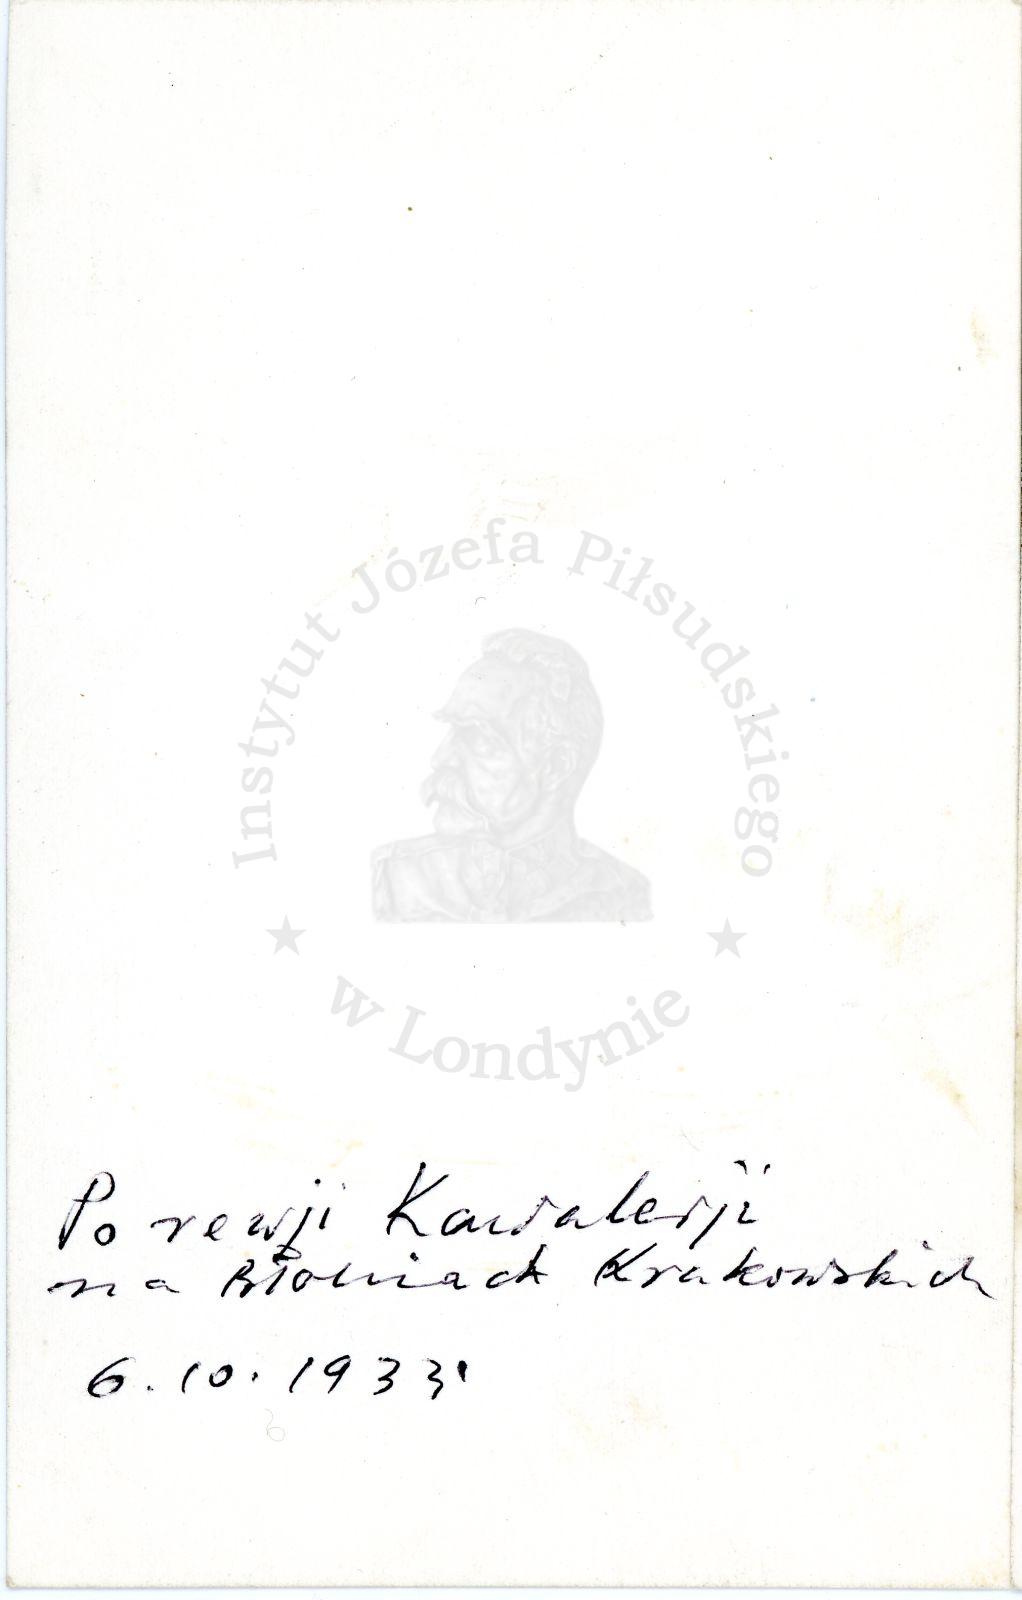 Instytut Józefa Piłsudskiego
w Londynie
Po rewji Kawalerji
na Błoniach Krakowskich
6.10.1933